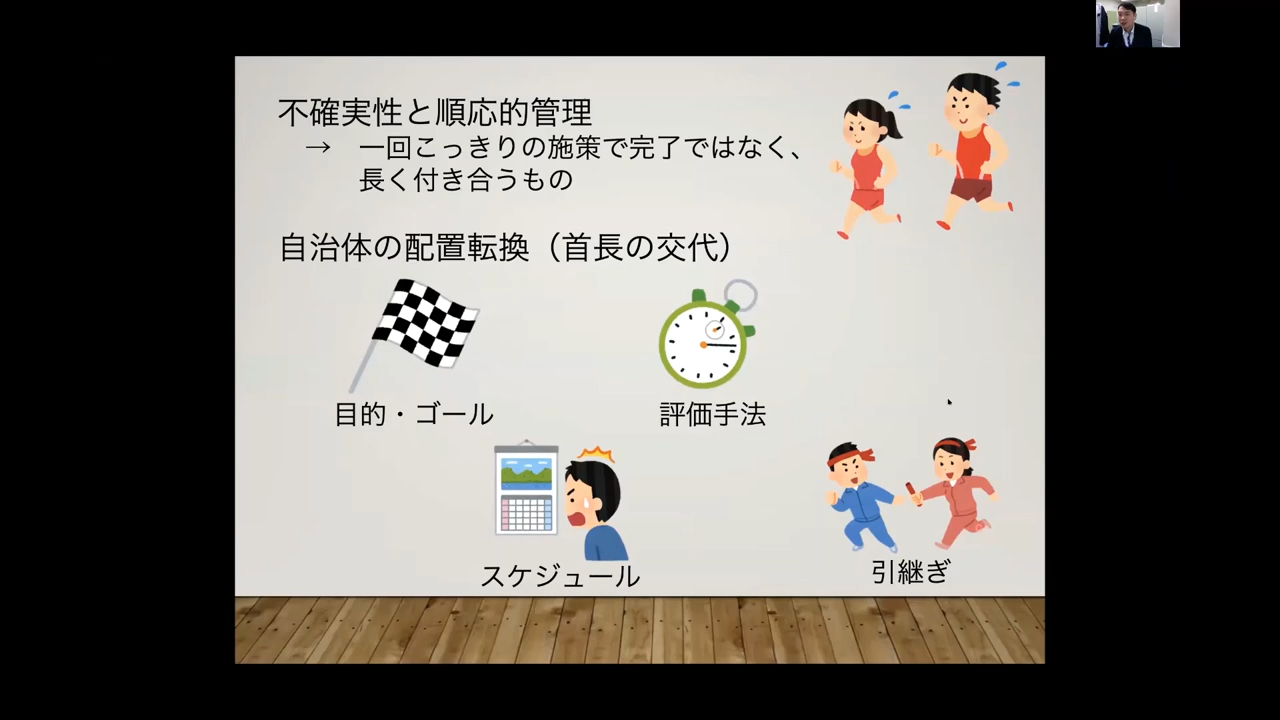 不確実性と順応的管理
→ 一回こっきりの施策で完了ではなく、
長く付き合うもの
自治体の配置転換（首長の交代）
目的・ゴール
評価手法
スケジュール
引継ぎ